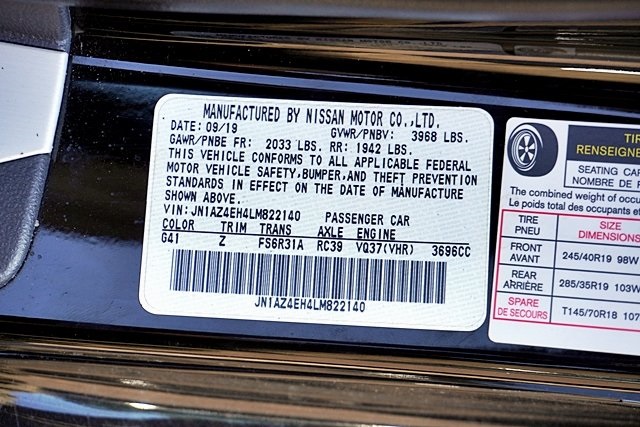 MANUFACTURED BY NISSAN MOTOR CO.,LTD.
DATE: 09/19 GVWR/PNBV: 3968 LBS.
GAWR/PNBE FR: 2033 LBS. RR: 1942 LBS.
THIS VEHICLE CONFORMS TO ALL APPLICABLE FEDERAL
MOTOR VEHICLE SAFETY,BUMPER,AND THEFT PREVENTION
STANDARDS IN EFFECT ON THE DATE OF MANUFACTURE
SHOWN ABOVE.
VIN: JN1AZ4EH4LM822140 PASSENGER CAR
COLOR TRIM TRANS AXLE ENGINE
G41 Z FS6R31A RC39 VQ37(VHR) 3696CC
JN1AZ4EH4LM822140
TIR
RENSEIGNE
SEATING CA
NOMBRE DE
The combined weight of occu
Le poids total des occupants e
TIRE SIZE
PNEU DIMENSIONS
FRONT
AVANT 245/40R19 98W
REAR
ARRIÈRE 285/35R19 103W
SPARE
DE SECOURS T145/70R18 107